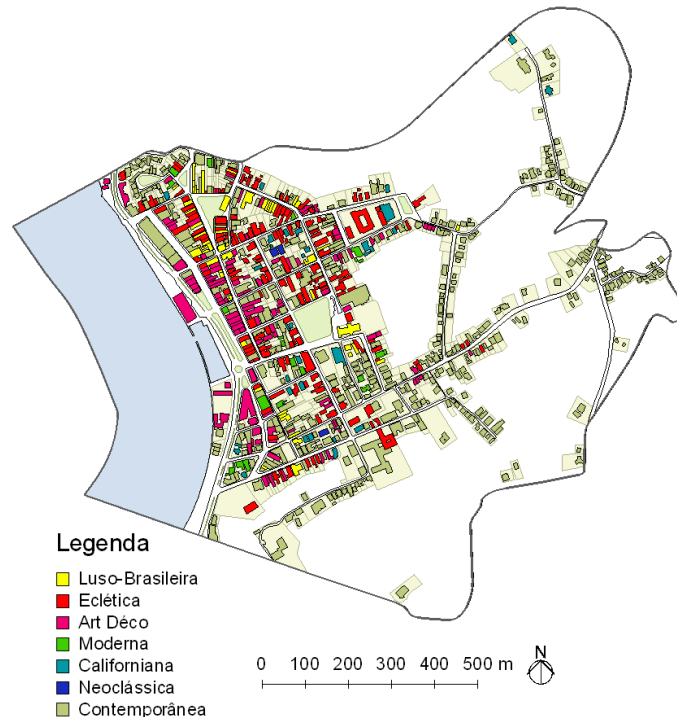 Legenda
Luso-Brasileira
Eclética
Art Déco
Moderna
Californiana
Neoclássica
Contemporânea
0 100 200 300 400 500 m
N